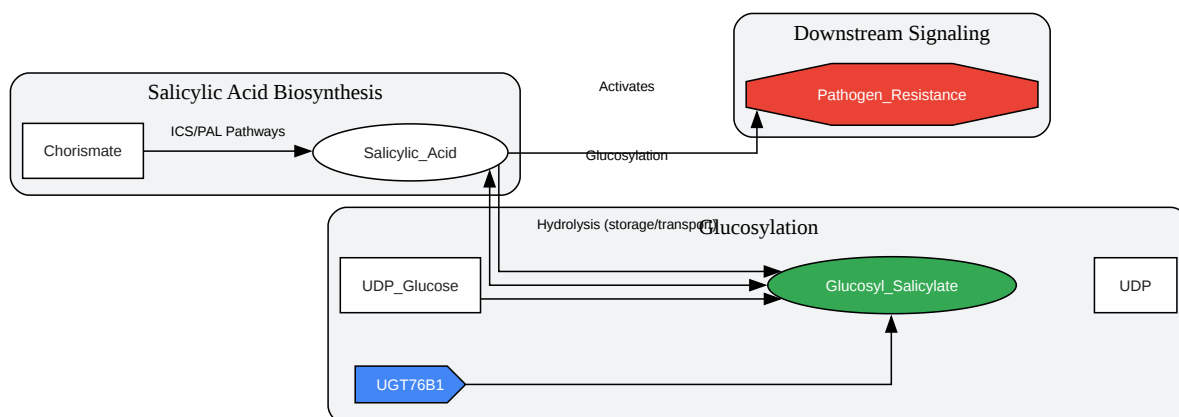 Downstream Signaling
Pathogen_Resistance
Activates
Salicylic Acid Biosynthesis
Chorismate
ICS/PAL Pathways
Salicylic_Acid
Glucosylation
Hydrolysis (storage/transport)
Glucosylation
UDP_Glucose
Glucosyl_Salicylate
UDP
UGT76B1